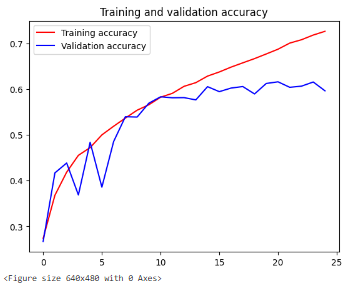 Training and validation accuracy
Training accuracy
Validation accuracy
0.7
0.6
0.5
0.4
0.3
0 5 10 15 20 25
<Figure size 640x480 with 0 Axes>